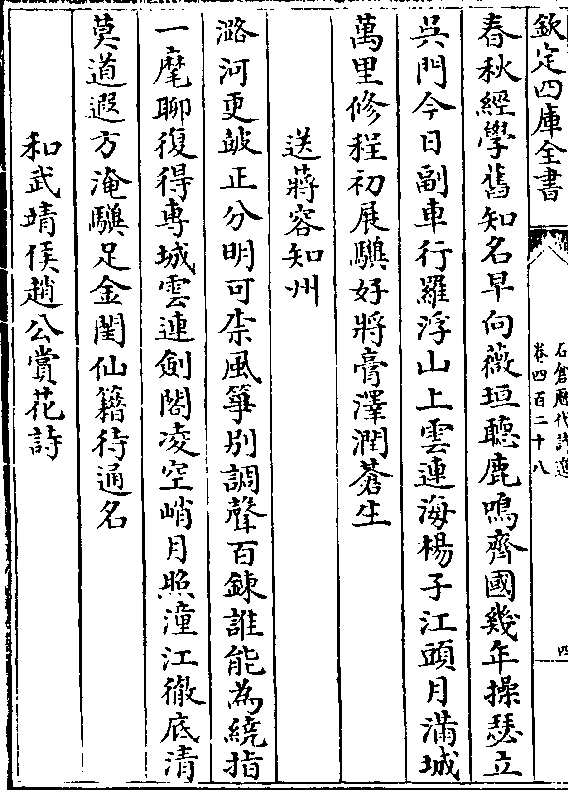 欽定四庫全書
石倉歷代詩選
卷四百二十八
四
春秋經學舊知名早向薇垣聽鹿鳴齊國幾年操瑟立
吳門今日副車行羅浮山上雲連海楊子江頭月滿城
萬里修程初展驥好將膏澤潤蒼生
送蔣容知州
潞河更皷正分明可柰風箏別調聲百鍊誰能為繞指
一麾聊復得專城雲連劍閣凌空峭月照潼江徹底清
莫道遐方淹驥足金閨仙籍待通名
和武靖侯趙公賞花詩